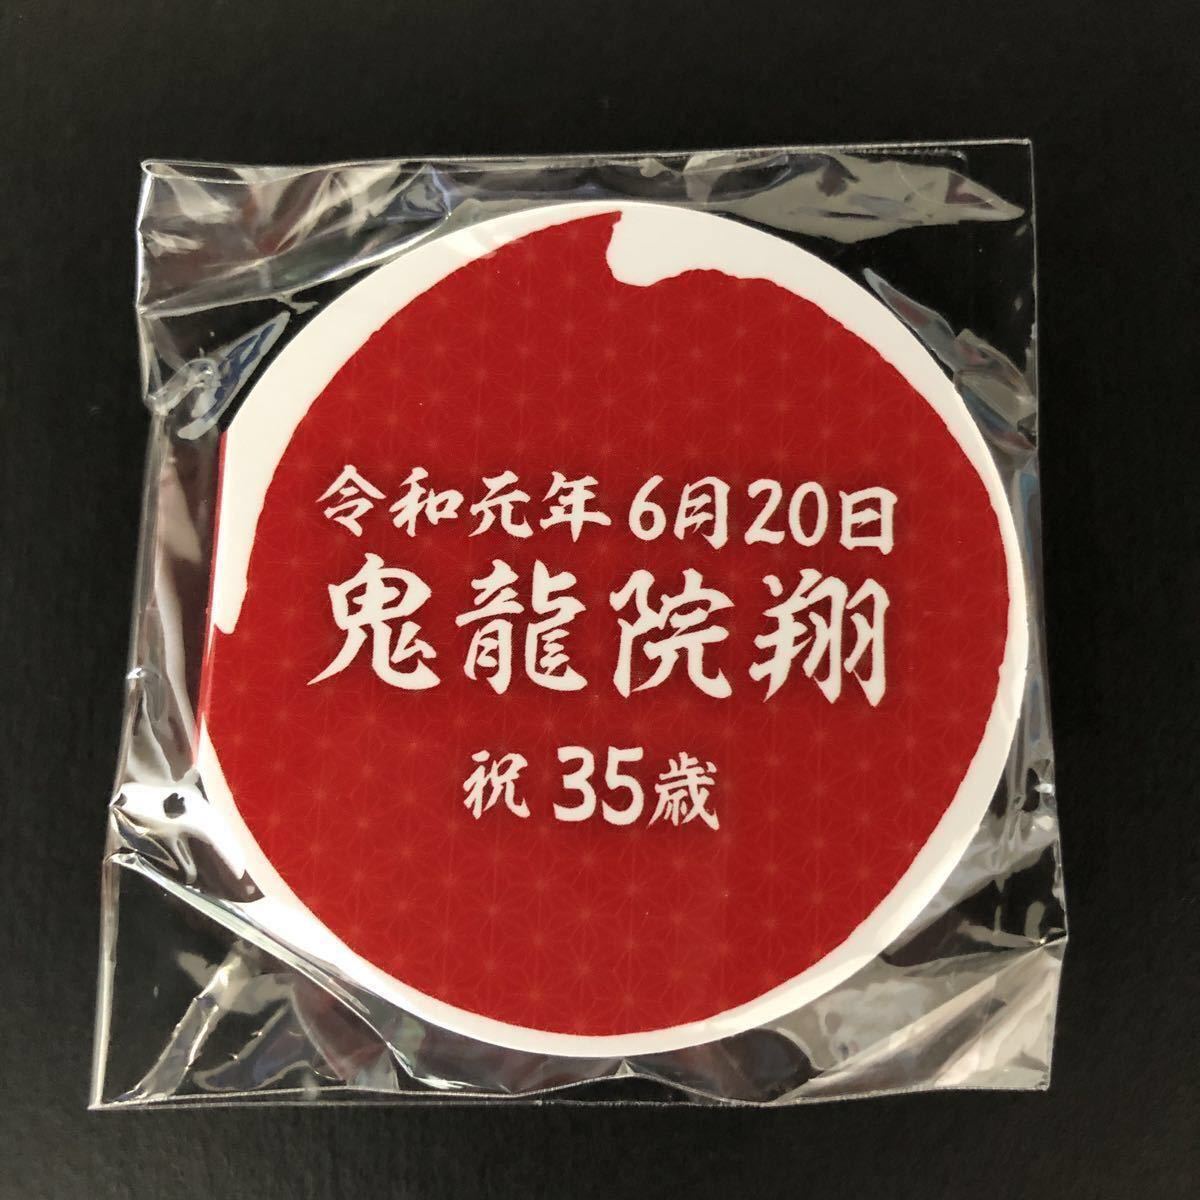 令和元年 6月20日
鬼龍院翔
祝 35歳